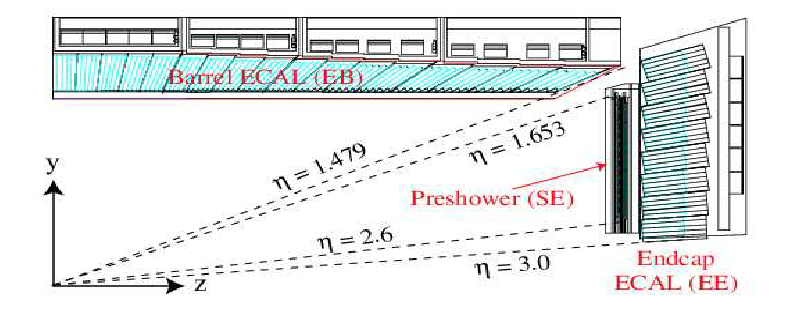 Barrel ECAL (EB)
y
η = 1.479
η = 1.653
Preshower (SE)
η = 2.6
η = 3.0
z
Endcap
ECAL (EE)